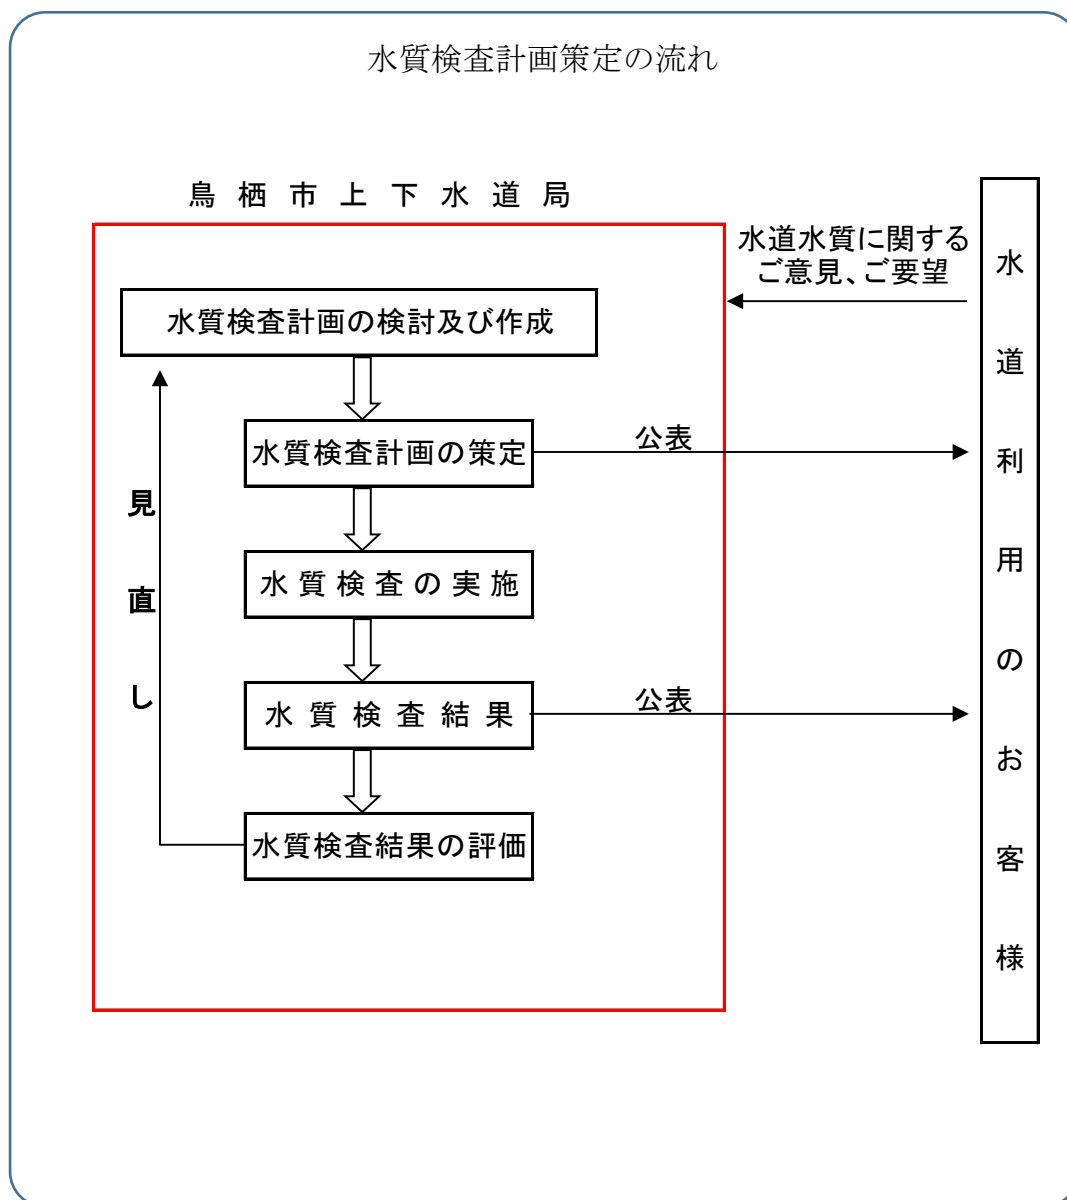 水質検査計画策定の流れ
鳥栖市上下水道局
水道水質に関する
ご意見、ご要望
水質検査計画の検討及び作成
水質検査計画の策定
公表
水質検査の実施
水質検査結果
公表
水質検査結果の評価
見直し
水道利用のお客様